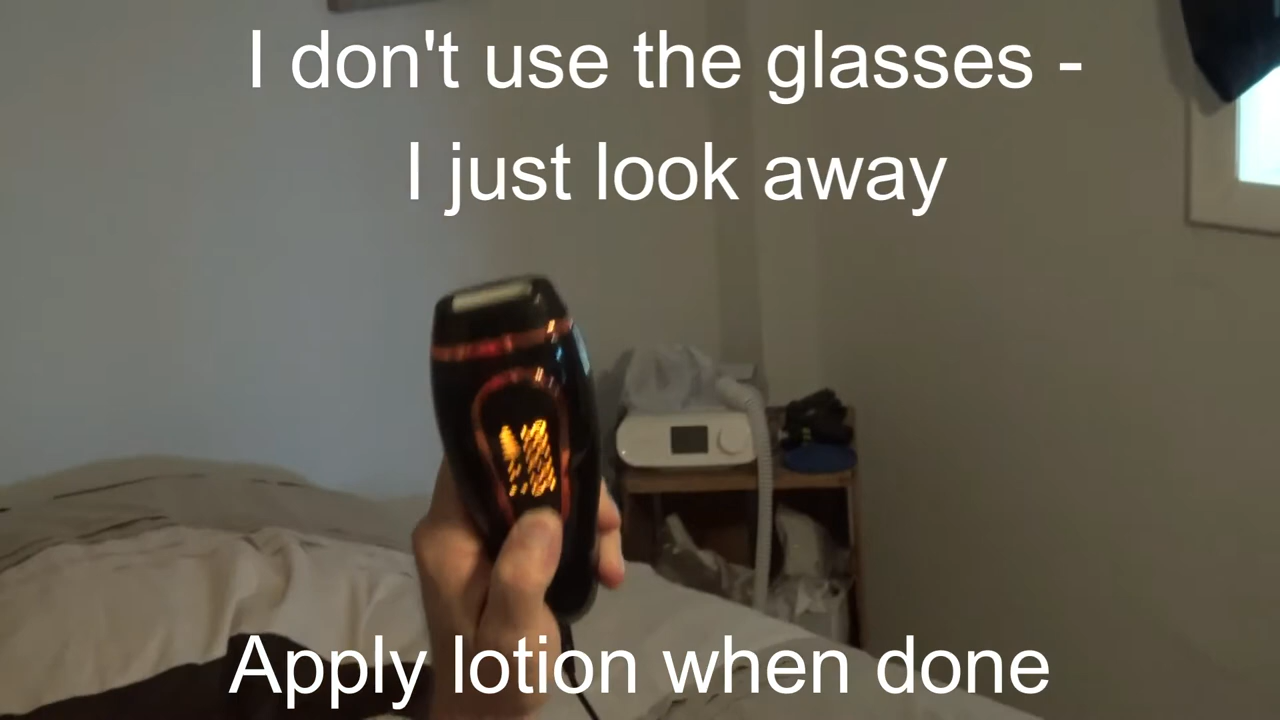 I don't use the glasses -
I just look away
Apply lotion when done